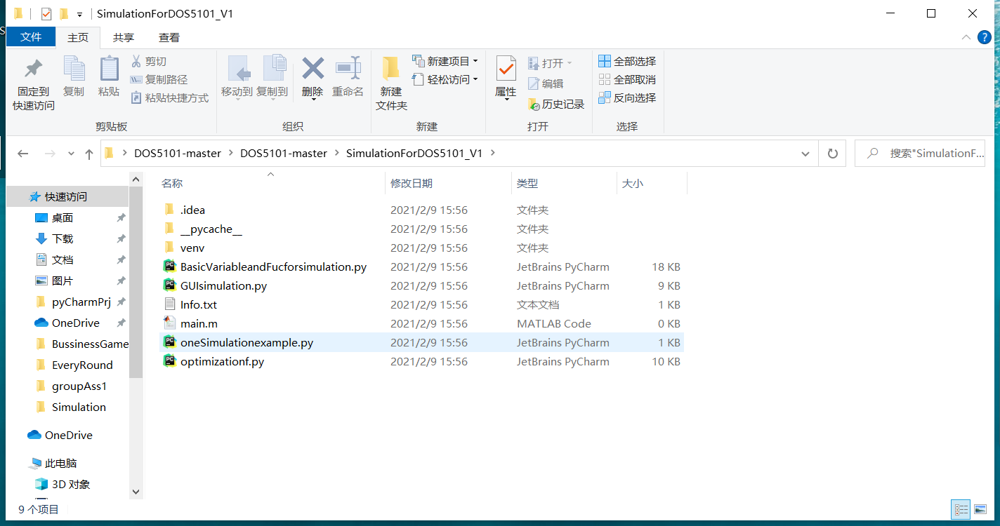 SimulationForDOS5101_V1
文件 主页 共享 查看
固定到
快速访问
复制
粘贴
剪切
复制路径
粘贴快捷方式
剪贴板
移动到
复制到
删除
重命名
组织
新建
文件夹
新建项目
轻松访问
新建
属性
打开
编辑
历史记录
打开
全部选择
全部取消
反向选择
选择
DOS5101-master DOS5101-master SimulationForDOS5101_V1
搜索"SimulationF...
快速访问
桌面
下载
文档
图片
pyCharmPrj
OneDrive
BussinessGame
EveryRound
groupAss1
Simulation
OneDrive
此电脑
3D 对象
名称 修改日期 类型 大小
.idea 2021/2/9 15:56 文件夹
__pycache__ 2021/2/9 15:56 文件夹
venv 2021/2/9 15:56 文件夹
BasicVariableandFucforsimulation.py 2021/2/9 15:56 JetBrains PyCharm 18 KB
GUIsimulation.py 2021/2/9 15:56 JetBrains PyCharm 9 KB
Info.txt 2021/2/9 15:56 文本文档 1 KB
main.m 2021/2/9 15:56 MATLAB Code 0 KB
oneSimulationexample.py 2021/2/9 15:56 JetBrains PyCharm 1 KB
optimizationf.py 2021/2/9 15:56 JetBrains PyCharm 10 KB
9 个项目